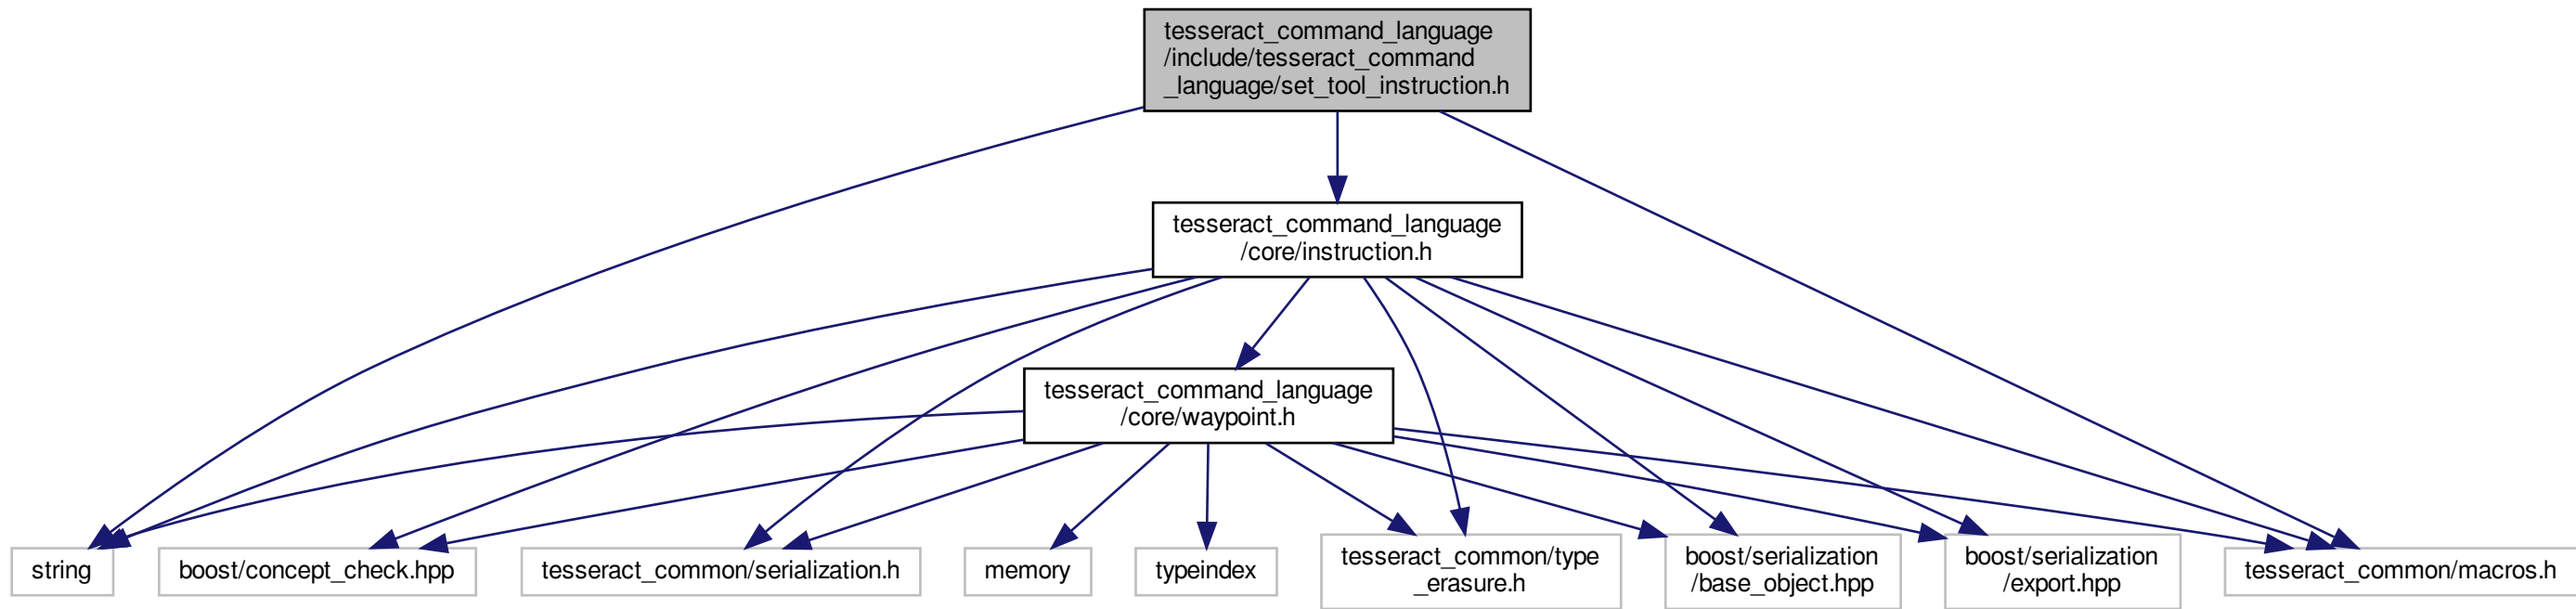 tesseract_command_language
/include/tesseract_command
_language/set_tool_instruction.h
tesseract_command_language
/core/instruction.h
tesseract_command_language
/core/waypoint.h
string
boost/concept_check.hpp
tesseract_common/serialization.h
memory
typeindex
tesseract_common/type
_erasure.h
boost/serialization
/base_object.hpp
boost/serialization
/export.hpp
tesseract_common/macros.h